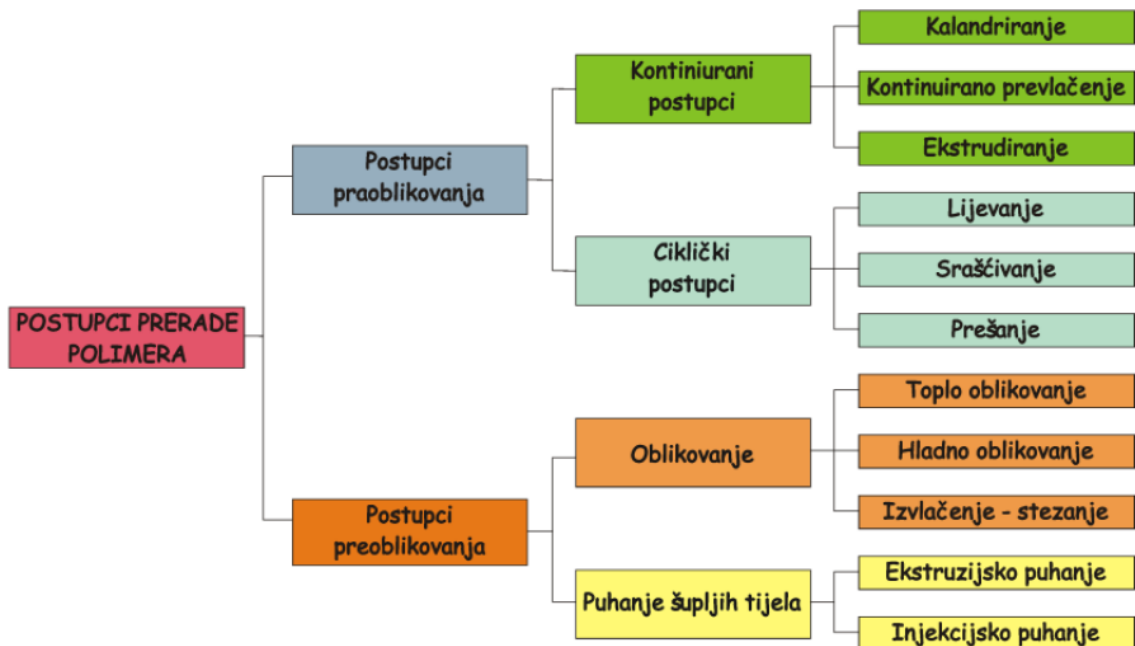 POSTUPCI PRERADE
POLIMERA
Postupci
praoblikovanja
Kontiniurani
postupci
Kalandriranje
Kontinuirano prevlačenje
Ekstrudiranje
Ciklički
postupci
Lijevanje
Srašćivanje
Prešanje
Postupci
preoblikovanja
Oblikovanje
Toplo oblikovanje
Hladno oblikovanje
Izvlačenje - stezanje
Puhanje šupljih tijela
Ekstruzijsko puhanje
Injekcijsko puhanje